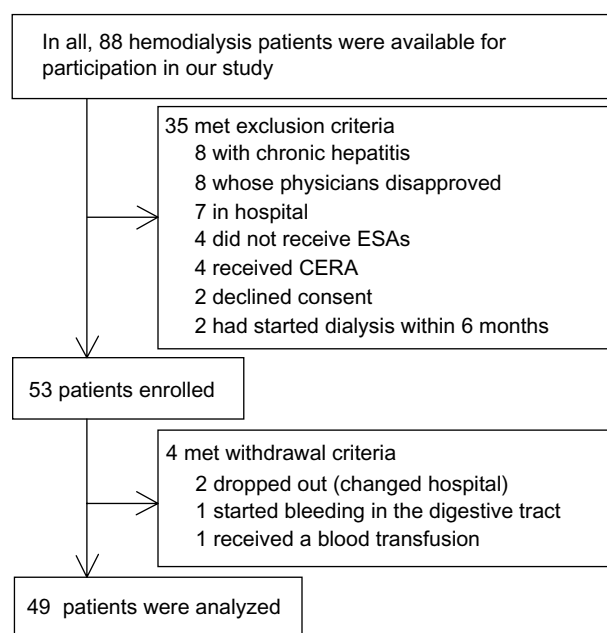 In all, 88 hemodialysis patients were available for
participation in our study
35 met exclusion criteria
8 with chronic hepatitis
8 whose physicians disapproved
7 in hospital
4 did not receive ESAs
4 received CERA
2 declined consent
2 had started dialysis within 6 months
53 patients enrolled
4 met withdrawal criteria
2 dropped out (changed hospital)
1 started bleeding in the digestive tract
1 received a blood transfusion
49 patients were analyzed